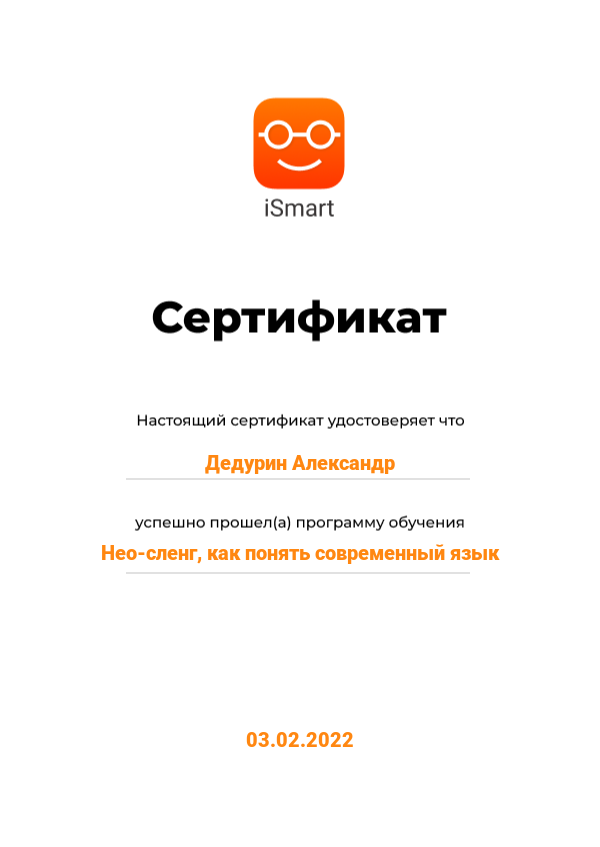 iSmart
Сертификат
Настоящий сертификат удостоверяет что
Дедурин Александр
успешно прошел(а) программу обучения
Нео-сленг, как понять современный язык
03.02.2022